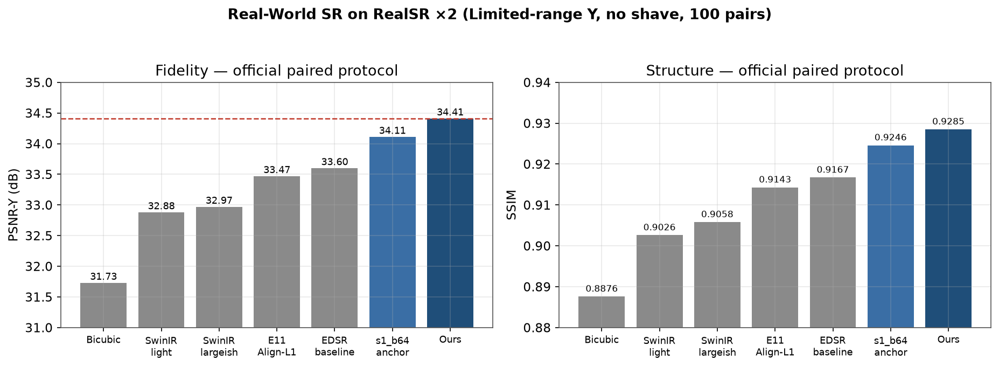 Real-World SR on RealSR ×2 (Limited-range Y, no shave, 100 pairs)
Fidelity — official paired protocol
PSNR-Y (dB)
35.0
34.5
34.0
33.5
33.0
32.5
32.0
31.5
31.0
31.73
32.88
32.97
33.47
33.60
34.11
34.41
Bicubic
SwinIR
light
SwinIR
largeish
E11
Align-L1
EDSR
baseline
s1_b64
anchor
Ours
Structure — official paired protocol
SSIM
0.94
0.93
0.92
0.91
0.90
0.89
0.88
0.8876
0.9026
0.9058
0.9143
0.9167
0.9246
0.9285
Bicubic
SwinIR
light
SwinIR
largeish
E11
Align-L1
EDSR
baseline
s1_b64
anchor
Ours